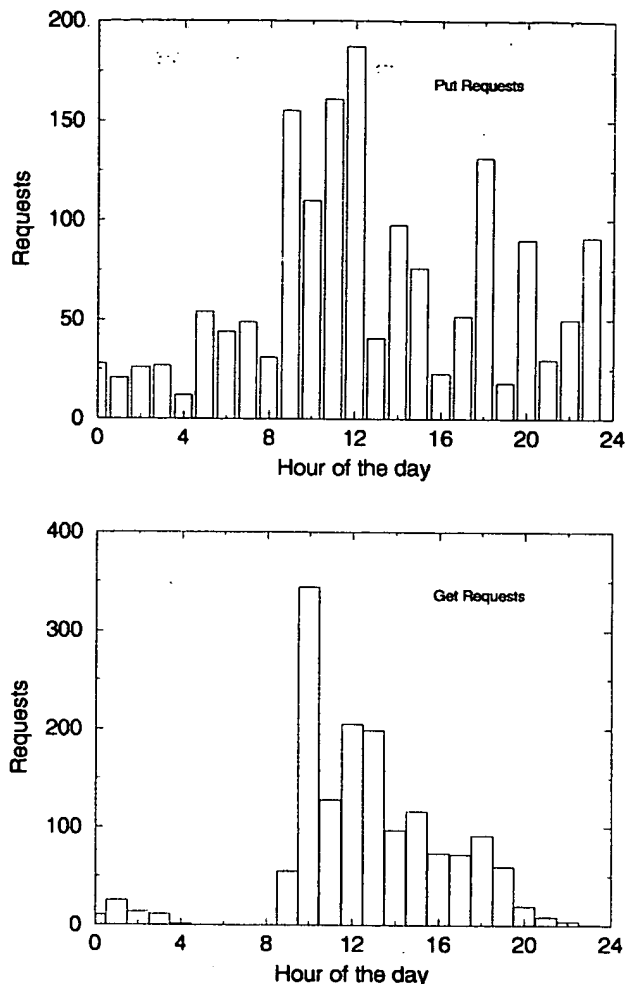 200
150
100
50
0
Requests
Put Requests
0 4 8 12 16 20 24
Hour of the day
400
300
200
100
0
Requests
Get Requests
0 4 8 12 16 20 24
Hour of the day